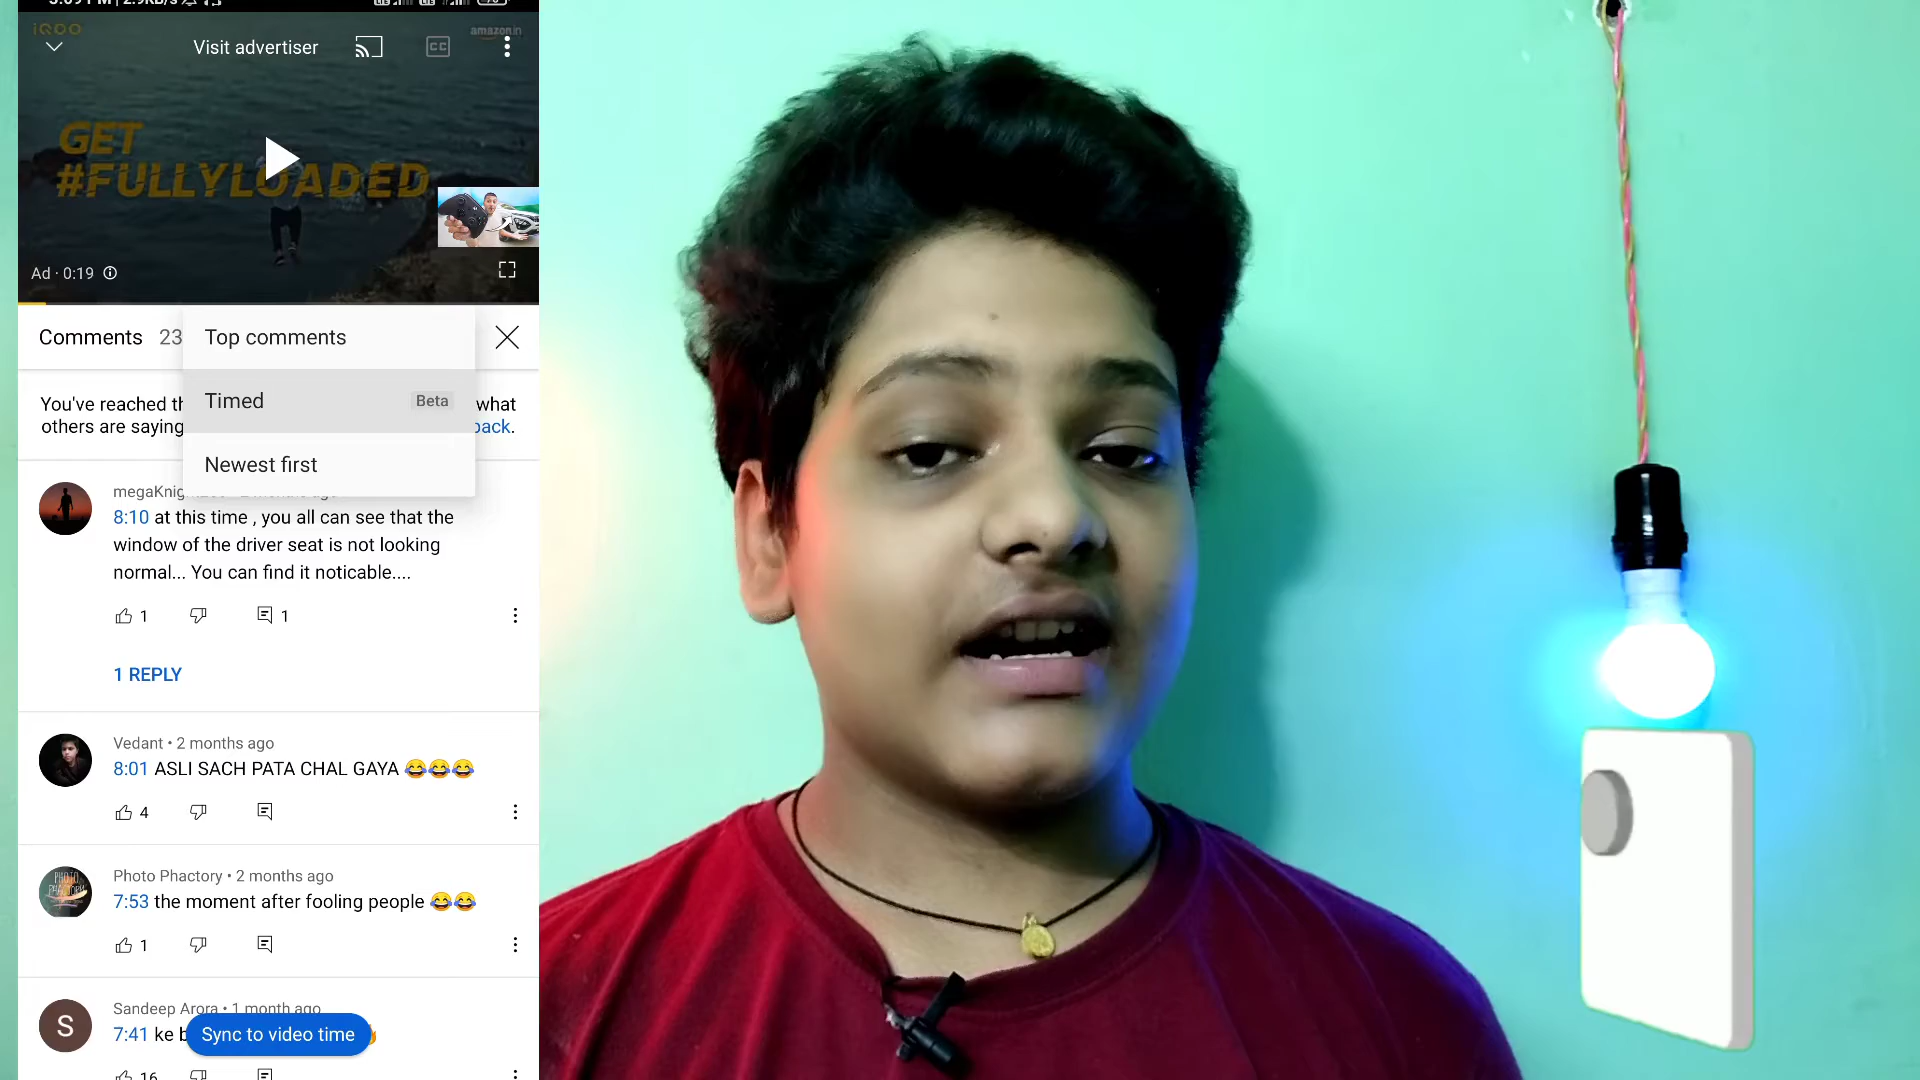 iQOO
amazon.in
Visit advertiser
CC
GET
#FULLYLOADED
Ad · 0:19
Comments 23
Top comments
Timed Beta
Newest first
You've reached what
others are saying back.
8:10 at this time , you all can see that the
window of the driver seat is not looking
normal... You can find it noticable....
1 1
1 REPLY
Vedant • 2 months ago
8:01 ASLI SACH PATA CHAL GAYA 😂😂😂
4
Photo Phactory • 2 months ago
7:53 the moment after fooling people 😂😂
1
S
Sandeep Arora • 1 month ago
7:41 ke
Sync to video time
16